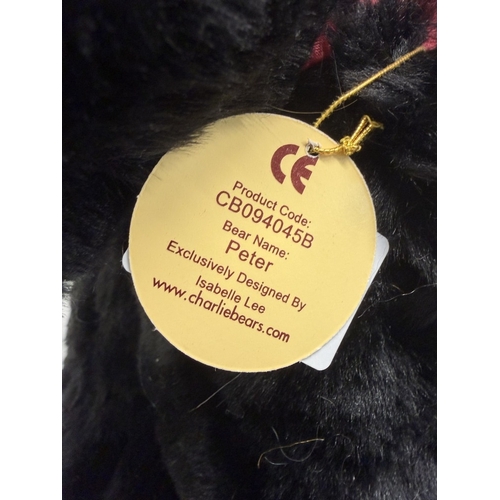 CE
Product Code:
CB094045B
Bear Name:
Peter
Exclusively Designed By
Isabelle Lee
www.charliebears.com